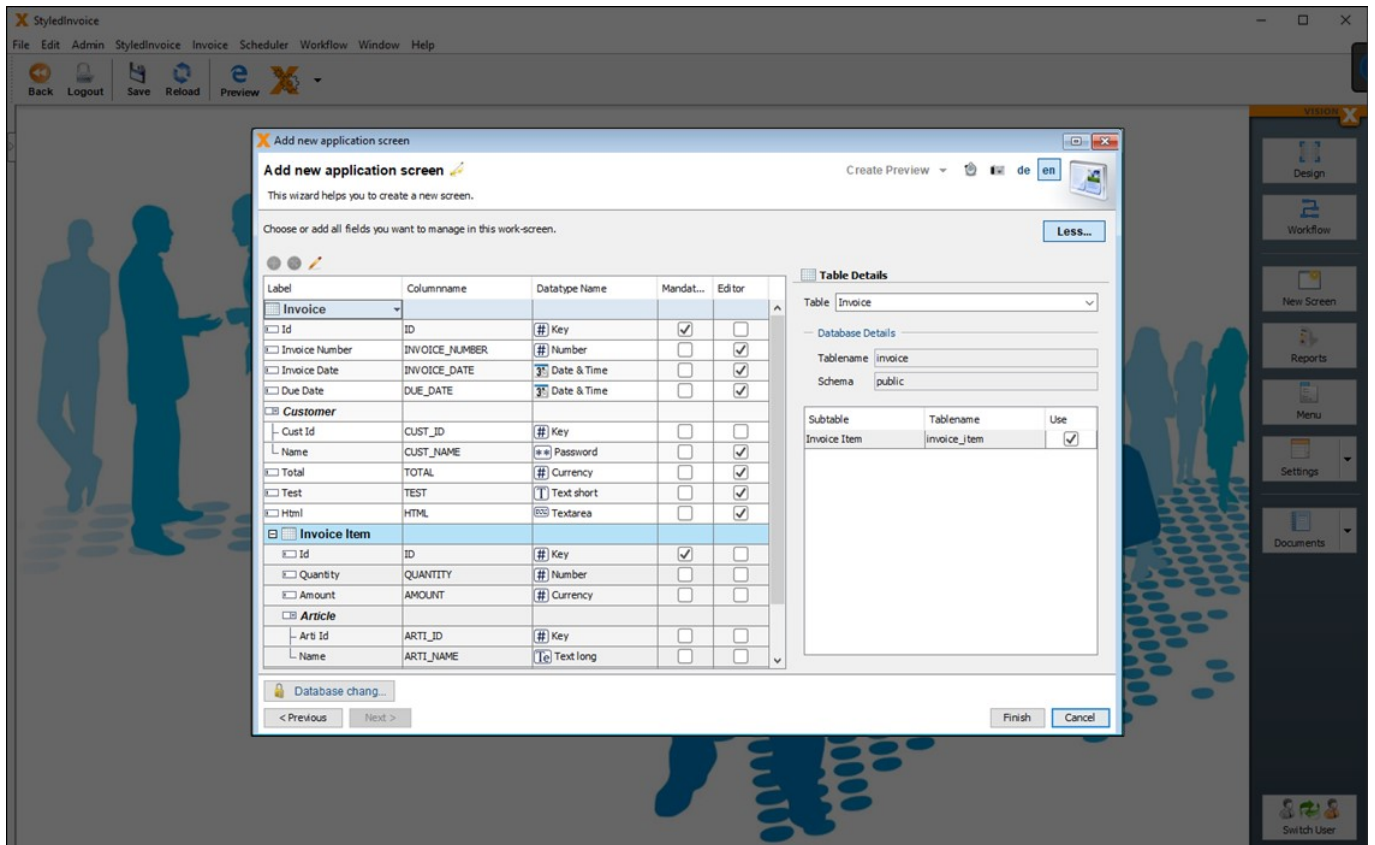 StyledInvoice
File Edit Admin StyledInvoice Invoice Scheduler Workflow Window Help
Back Logout Save Reload Preview
VISION X
Add new application screen
Add new application screen
Create Preview de en
This wizard helps you to create a new screen.
Choose or add all fields you want to manage in this work-screen.
Less...
Label Columnname Datatype Name Mandat... Editor
Invoice
Id ID # Key
Invoice Number INVOICE_NUMBER # Number
Invoice Date INVOICE_DATE Date & Time
Due Date DUE_DATE Date & Time
Customer
Cust Id CUST_ID # Key
Name CUST_NAME ** Password
Total TOTAL # Currency
Test TEST T Text short
Html HTML Textarea
Invoice Item
Id ID # Key
Quantity QUANTITY # Number
Amount AMOUNT # Currency
Article
Arti Id ARTI_ID # Key
Name ARTI_NAME Te Text long
Table Details
Table Invoice
Database Details
Tablename invoice
Schema public
Subtable Tablename Use
Invoice Item invoice_item
Database chang...
< Previous Next >
Finish Cancel
Design
Workflow
New Screen
Reports
Menu
Settings
Documents
Switch User